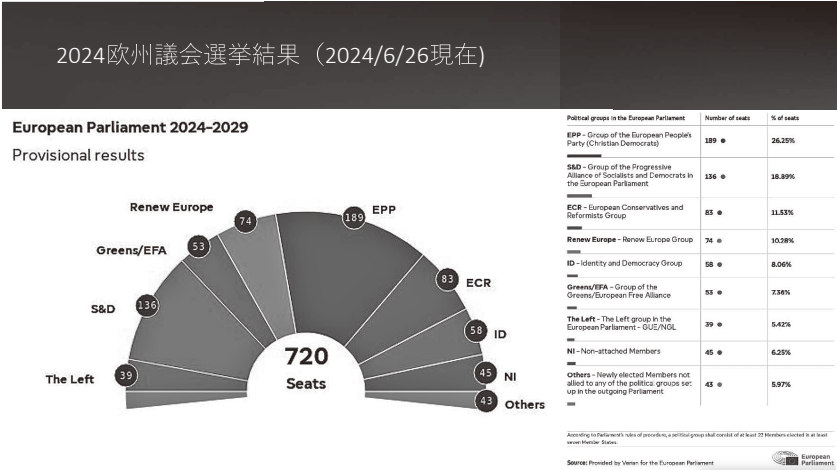 2024欧州議会選挙結果（2024/6/26現在)
European Parliament 2024–2029
Provisional results
Renew Europe
74
189
EPP
Greens/EFA
53
83
ECR
S&D
136
58
ID
The Left
39
720
Seats
45
NI
43
Others
Political groups in the European Parliament
Number of seats
% of seats
EPP - Group of the European People's
Party (Christian Democrats)
189
26.25%
S&D - Group of the Progressive
Alliance of Socialists and Democrats in
the European Parliament
136
18.89%
ECR - European Conservatives and
Reformists Group
83
11.53%
Renew Europe - Renew Europe Group
74
10.28%
ID - Identity and Democracy Group
58
8.06%
Greens/EFA - Group of the
Greens/European Free Alliance
53
7.36%
The Left - The Left group in the
European Parliament - GUE/NGL
39
5.42%
NI - Non-attached Members
45
6.25%
Others - Newly elected Members not
allied to any of the political groups set
up in the outgoing Parliament
43
5.97%
According to Parliament's rules of procedure, a political group shall consist of at least 23 Members elected in at least
seven Member States.
Source: Provided by Verian for the European Parliament
European
Parliament